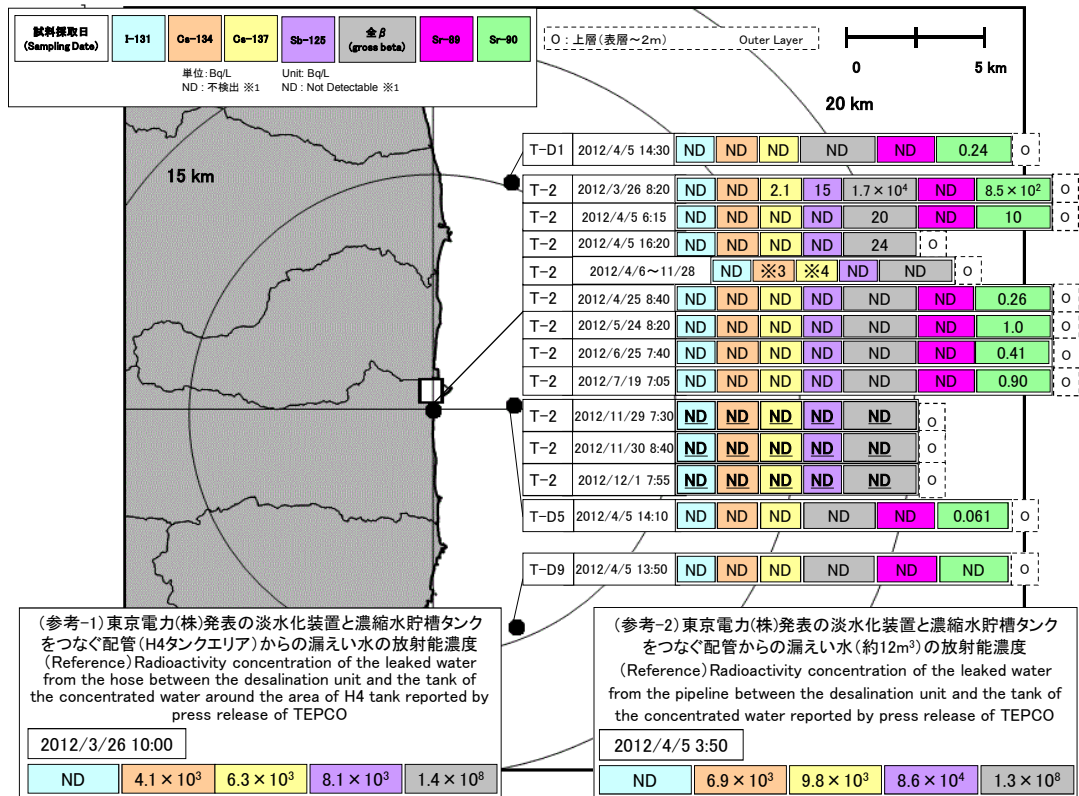 試料採取日
(Sampling Date)
I-131
Cs-134
Cs-137
Sb-125
全β
(gross beta)
Sr-89
Sr-90
単位: Bq/L Unit: Bq/L
ND : 不検出 ※1 ND : Not Detectable ※1
O : 上層(表層～2m) Outer Layer
0 5 km
20 km
15 km
T-D1 2012/4/5 14:30 ND ND ND ND ND 0.24 O
T-2 2012/3/26 8:20 ND ND 2.1 15 1.7×10⁴ ND 8.5×10² O
T-2 2012/4/5 6:15 ND ND ND ND 20 ND 10 O
T-2 2012/4/5 16:20 ND ND ND ND 24 O
T-2 2012/4/6～11/28 ND ※3 ※4 ND ND O
T-2 2012/4/25 8:40 ND ND ND ND ND ND 0.26 O
T-2 2012/5/24 8:20 ND ND ND ND ND ND 1.0 O
T-2 2012/6/25 7:40 ND ND ND ND ND ND 0.41 O
T-2 2012/7/19 7:05 ND ND ND ND ND ND 0.90 O
T-2 2012/11/29 7:30 ND ND ND ND ND O
T-2 2012/11/30 8:40 ND ND ND ND ND O
T-2 2012/12/1 7:55 ND ND ND ND ND O
T-D5 2012/4/5 14:10 ND ND ND ND ND 0.061 O
T-D9 2012/4/5 13:50 ND ND ND ND ND ND O
(参考-1)東京電力(株)発表の淡水化装置と濃縮水貯槽タンク
をつなぐ配管(H4タンクエリア)からの漏えい水の放射能濃度
(Reference)Radioactivity concentration of the leaked water
from the hose between the desalination unit and the tank of
the concentrated water around the area of H4 tank reported by
press release of TEPCO
2012/3/26 10:00
ND 4.1×10³ 6.3×10³ 8.1×10³ 1.4×10⁸
(参考-2)東京電力(株)発表の淡水化装置と濃縮水貯槽タンク
をつなぐ配管からの漏えい水(約12m³)の放射能濃度
(Reference)Radioactivity concentration of the leaked water
from the pipeline between the desalination unit and the tank of
the concentrated water reported by press release of TEPCO
2012/4/5 3:50
ND 6.9×10³ 9.8×10³ 8.6×10⁴ 1.3×10⁸